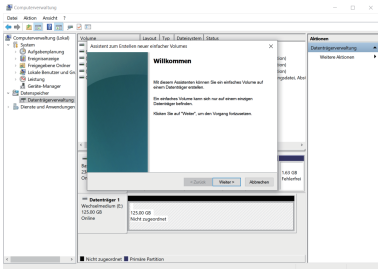 Computerverwaltung
Datei Aktion Ansicht ?
Computerverwaltung (Lokal)
System
Aufgabenplanung
Ereignisanzeige
Freigegebene Ordner
Lokale Benutzer und
Leistung
Geräte-Manager
Datenspeicher
Datenträgerverwaltung
Dienste und Anwendungen
Volume Layout Typ Dateisystem Status
Assistent zum Erstellen neuer einfacher Volumes
Willkommen
Mit diesem Assistenten können Sie ein einfaches Volume auf
einem Datenträger erstellen.
Ein einfaches Volume kann sich nur auf einem einzigen
Datenträger befinden.
Klicken Sie auf "Weiter", um den Vorgang fortzusetzen.
Weiter >
Abbrechen
1.63 GB
Fehlerfrei
Datenträger 1
Wechselmedium (E:)
125.00 GB
Online
125.00 GB
Nicht zugeordnet
Nicht zugeordnet Primäre Partition
Aktionen
Datenträgerverwaltung
Weitere Aktionen